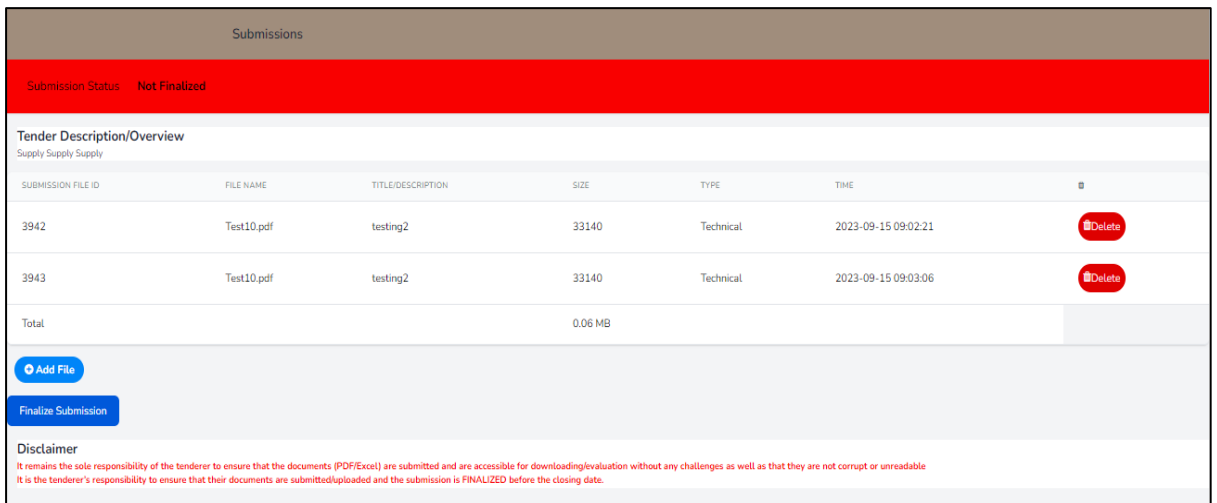 Submissions
Submission Status Not Finalized
Tender Description/Overview
Supply Supply Supply
SUBMISSION FILE ID FILE NAME TITLE/DESCRIPTION SIZE TYPE TIME
3942 Test10.pdf testing2 33140 Technical 2023-09-15 09:02:21 Delete
3943 Test10.pdf testing2 33140 Technical 2023-09-15 09:03:06 Delete
Total 0.06 MB
Add File
Finalize Submission
Disclaimer
It remains the sole responsibility of the tenderer to ensure that the documents (PDF/Excel) are submitted and are accessible for downloading/evaluation without any challenges as well as that they are not corrupt or unreadable
It is the tenderer's responsibility to ensure that their documents are submitted/uploaded and the submission is FINALIZED before the closing date.